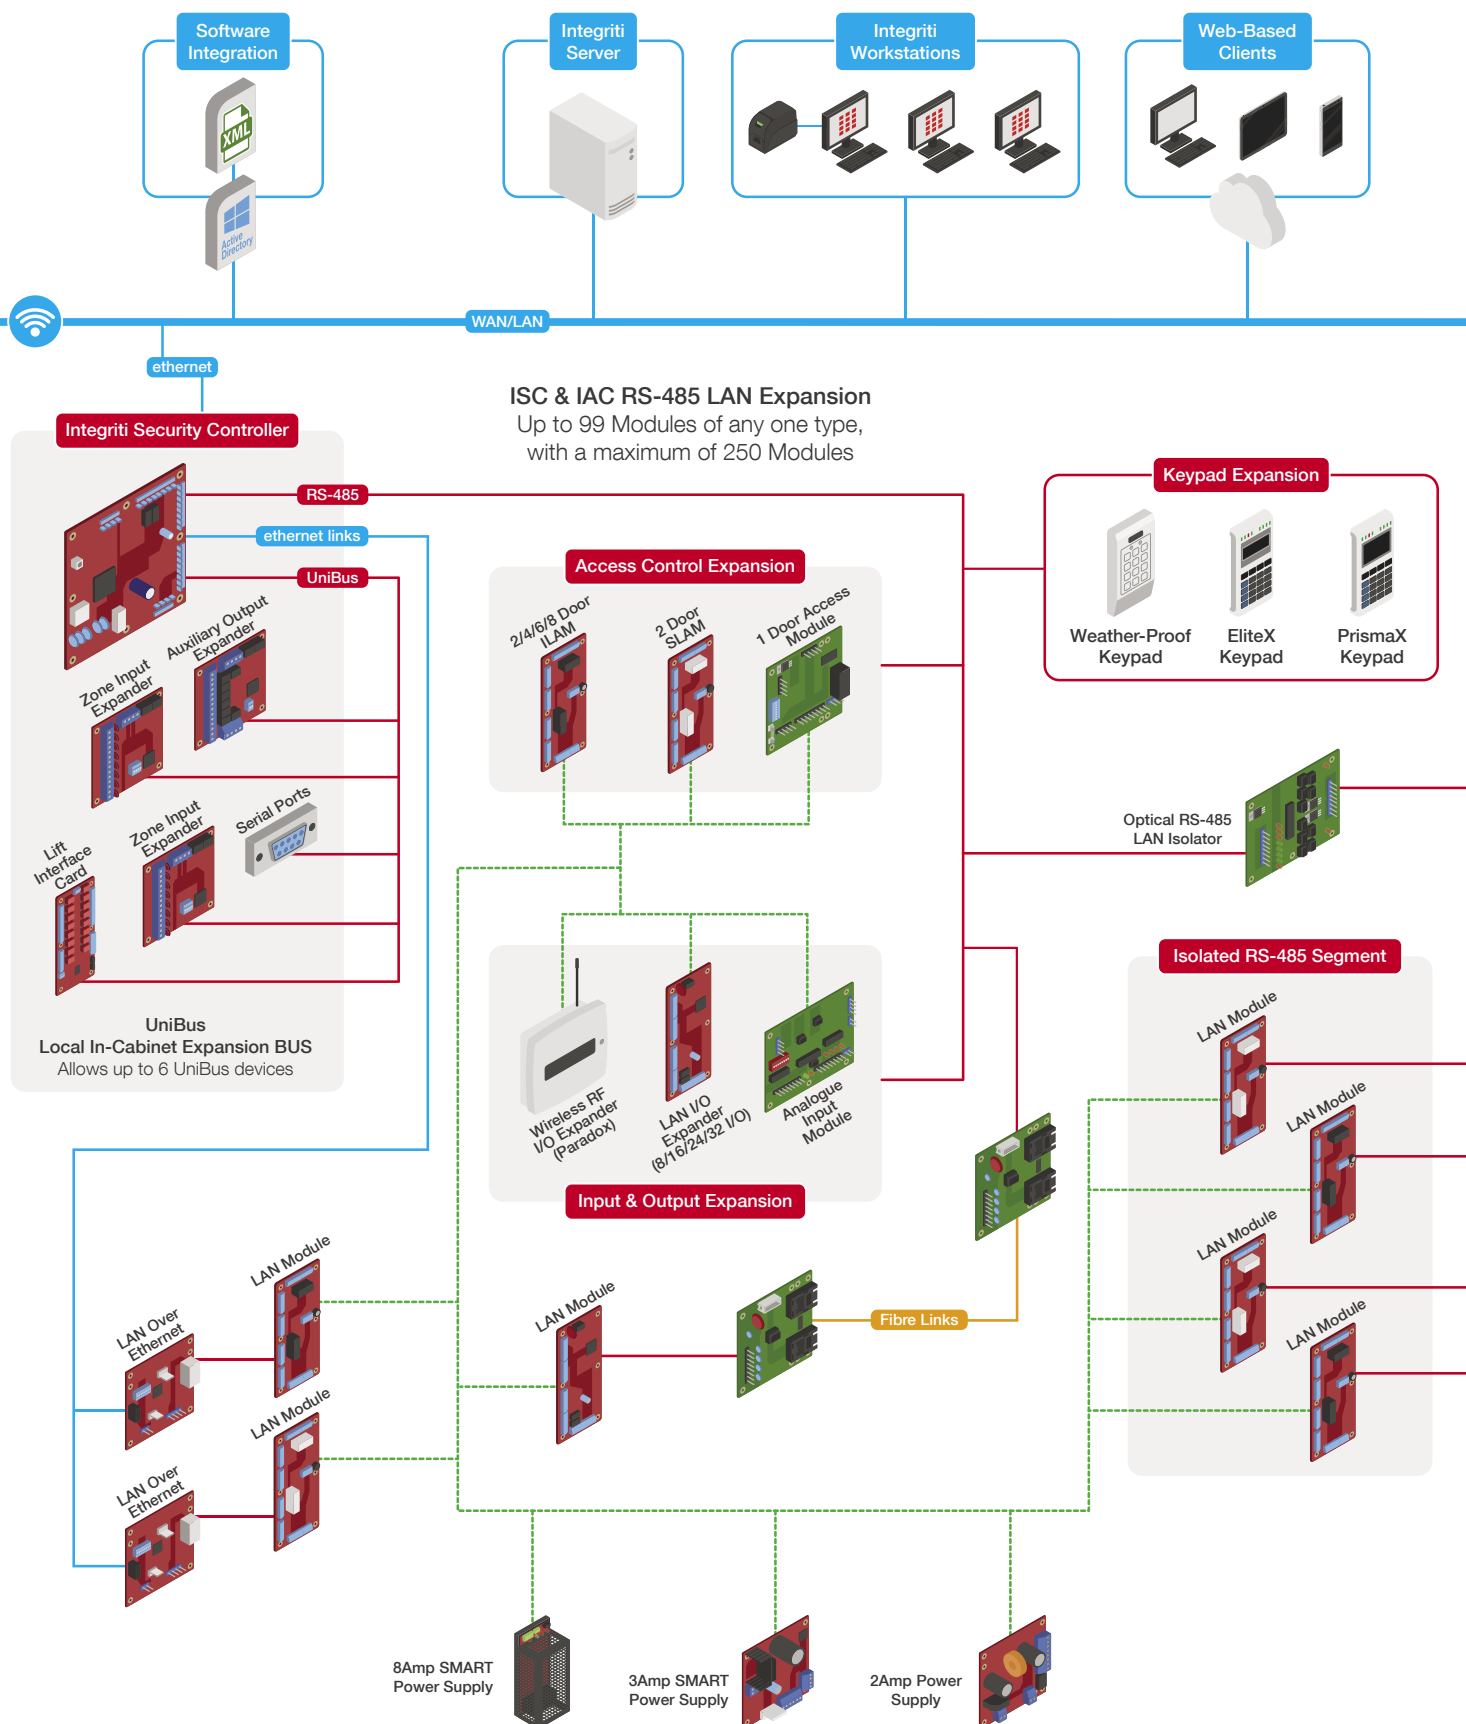 Software
Integration
Integriti
Server
Integriti
Workstations
Web-Based
Clients
XML
Active
Directory
WAN/LAN
ethernet
ISC & IAC RS-485 LAN Expansion
Up to 99 Modules of any one type,
with a maximum of 250 Modules
Integriti Security Controller
RS-485
ethernet links
UniBus
Auxiliary Output
Expander
Zone Input
Expander
Serial Ports
Zone Input
Expander
Lift
Interface
Card
UniBus
Local In-Cabinet Expansion BUS
Allows up to 6 UniBus devices
Keypad Expansion
Weather-Proof
Keypad
EliteX
Keypad
PrismaX
Keypad
Access Control Expansion
2/4/6/8 Door
ILAM
2 Door
SLAM
1 Door Access
Module
Optical RS-485
LAN Isolator
Isolated RS-485 Segment
LAN Module
LAN Module
LAN Module
LAN Module
Wireless RF
I/O Expander
(Paradox)
LAN I/O
Expander
(8/16/24/32 I/O)
Analogue
Input
Module
Input & Output Expansion
LAN Module
Fibre Links
LAN Module
LAN Over
Ethernet
LAN Module
LAN Over
Ethernet
8Amp SMART
Power Supply
3Amp SMART
Power Supply
2Amp Power
Supply